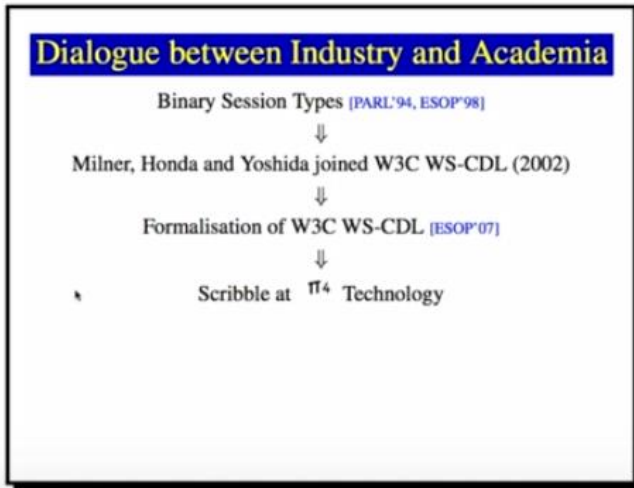 Dialogue between Industry and Academia
Binary Session Types [PARL'94, ESOP'98]
⇓
Milner, Honda and Yoshida joined W3C WS-CDL (2002)
⇓
Formalisation of W3C WS-CDL [ESOP'07]
⇓
Scribble at π4 Technology